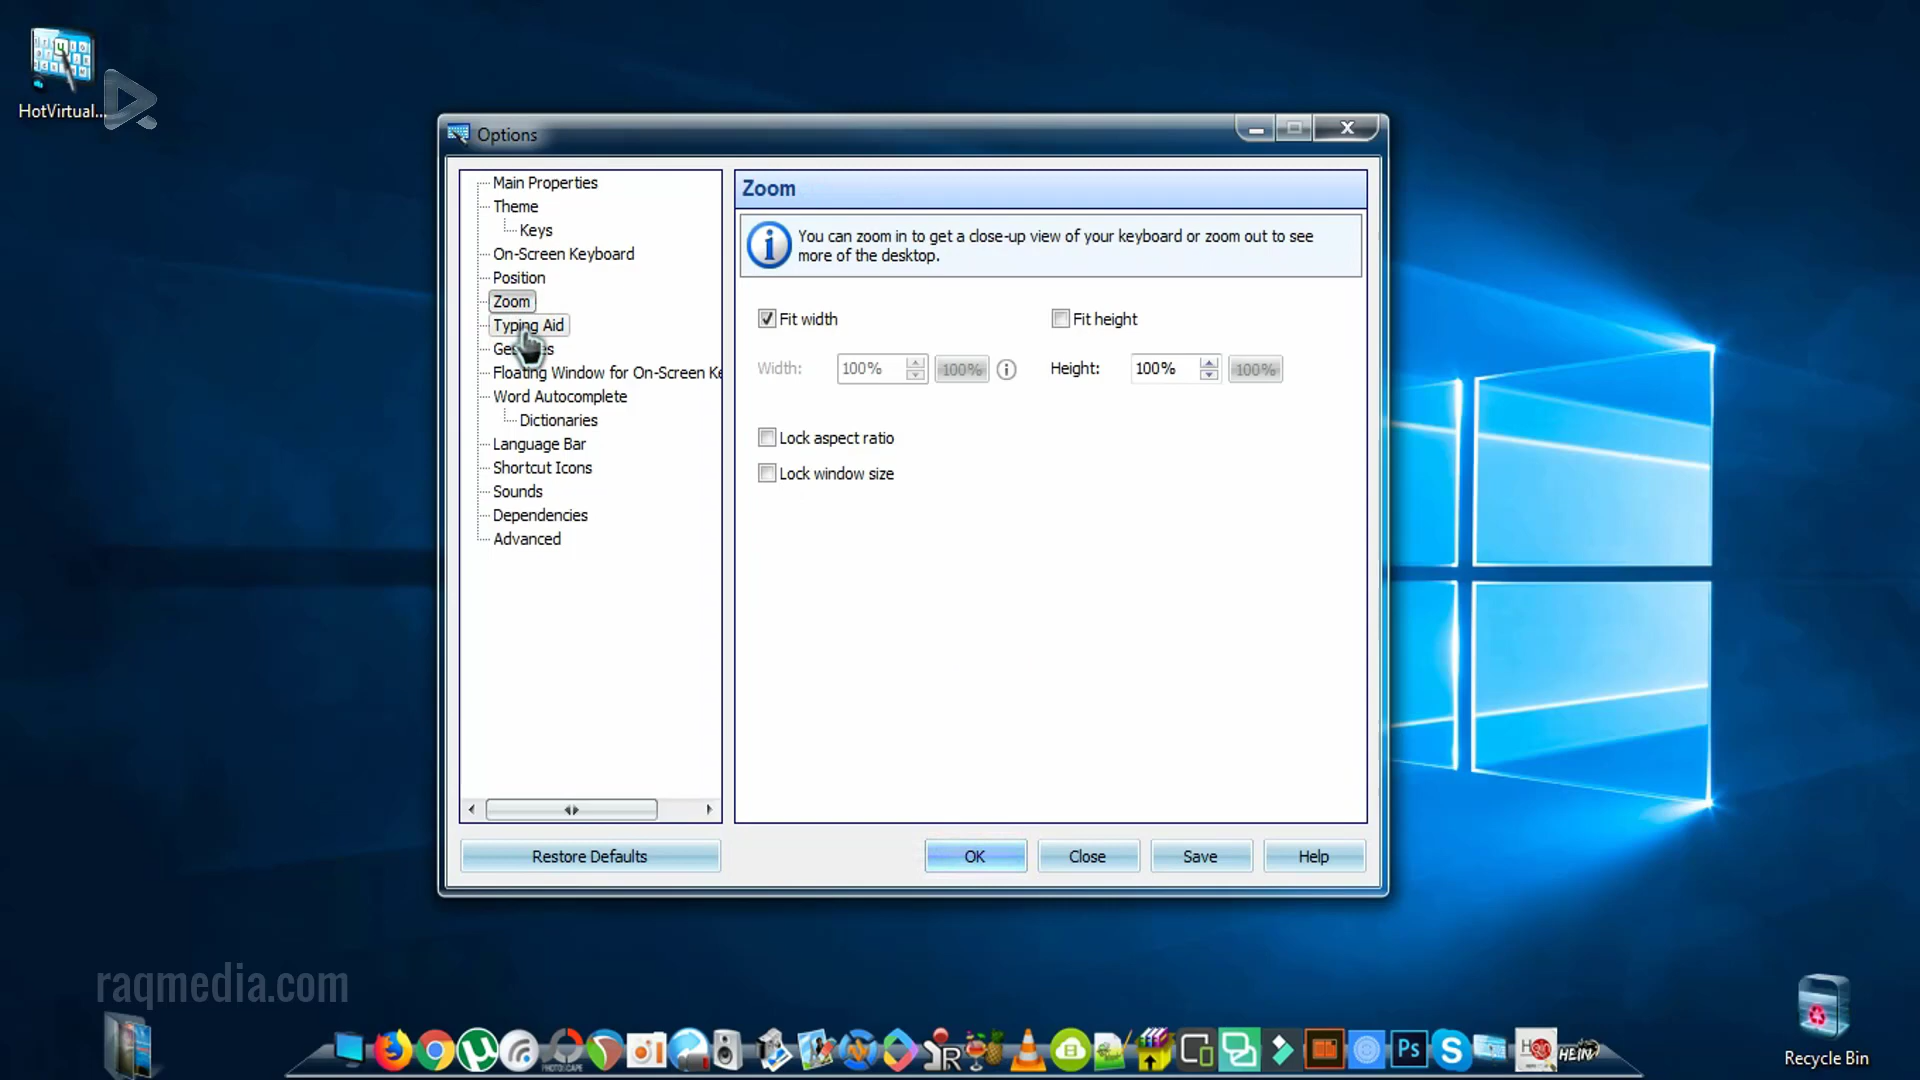 HotVirtual...
Options
Main Properties
Theme
Keys
On-Screen Keyboard
Position
Zoom
Typing Aid
Floating Window for On-Screen Ke
Word Autocomplete
Dictionaries
Language Bar
Shortcut Icons
Sounds
Dependencies
Advanced
Restore Defaults
Zoom
You can zoom in to get a close-up view of your keyboard or zoom out to see
more of the desktop.
Fit width
Fit height
Width: 100% 100%
Height: 100% 100%
Lock aspect ratio
Lock window size
OK
Close
Save
Help
raqmedia.com
PHOTOSCAPE
Ps
HEIN
Recycle Bin